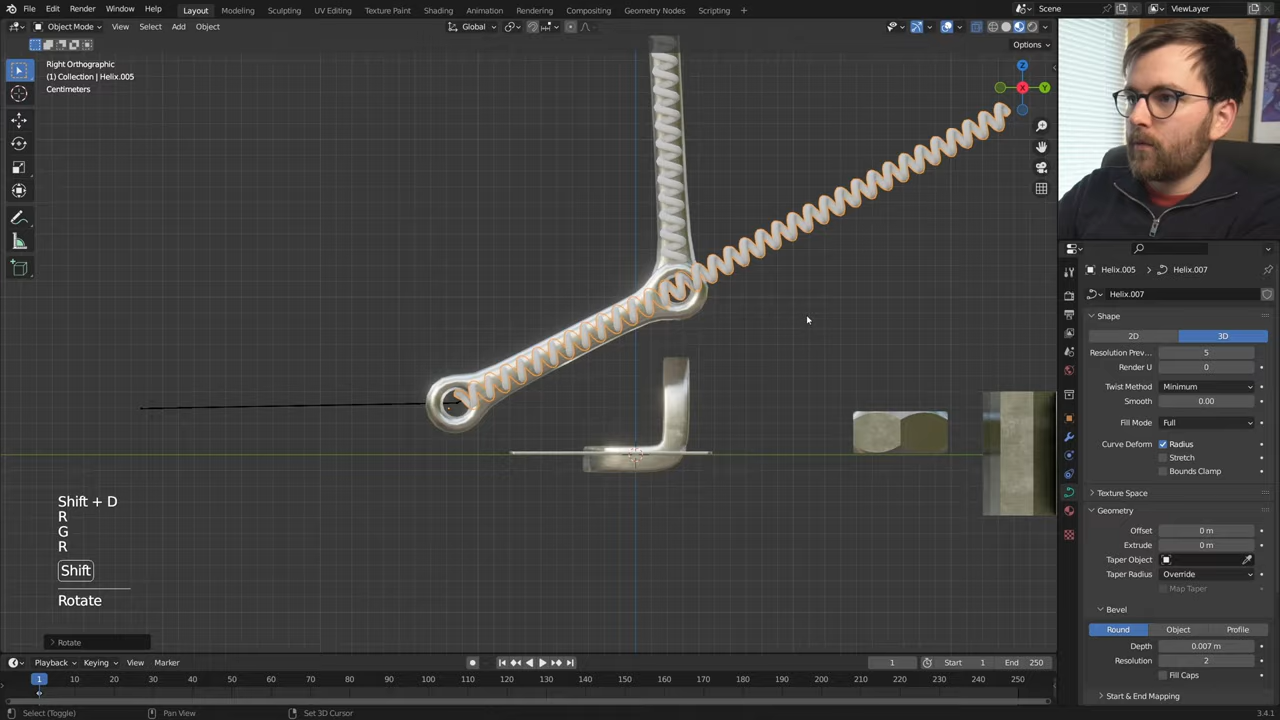 File Edit Render Window Help Layout Modeling Sculpting UV Editing Texture Paint Shading Animation Rendering Compositing Geometry Nodes Scripting + Scene ViewLayer
Object Mode View Select Add Object Global
Options
Right Orthographic
(1) Collection | Helix.005
Centimeters
Z
X
Y
Helix.005 > Helix.007
Helix.007
Shape
2D 3D
Resolution Prev... 5
Render U 0
Twist Method Minimum
Smooth 0.00
Fill Mode Full
Curve Deform Radius
Stretch
Bounds Clamp
Texture Space
Geometry
Offset 0 m
Extrude 0 m
Taper Object
Taper Radius Override
Map Taper
Bevel
Round Object Profile
Depth 0.007 m
Resolution 2
Fill Caps
Start & End Mapping
Shift + D
R
G
R
Shift
Rotate
Rotate
Playback Keying View Marker 1 Start 1 End 250
1 10 20 30 40 50 60 70 80 90 100 110 120 130 140 150 160 170 180 190 200 210 220 230 240 250
Select (Toggle) Pan View Set 3D Cursor 3.4.1